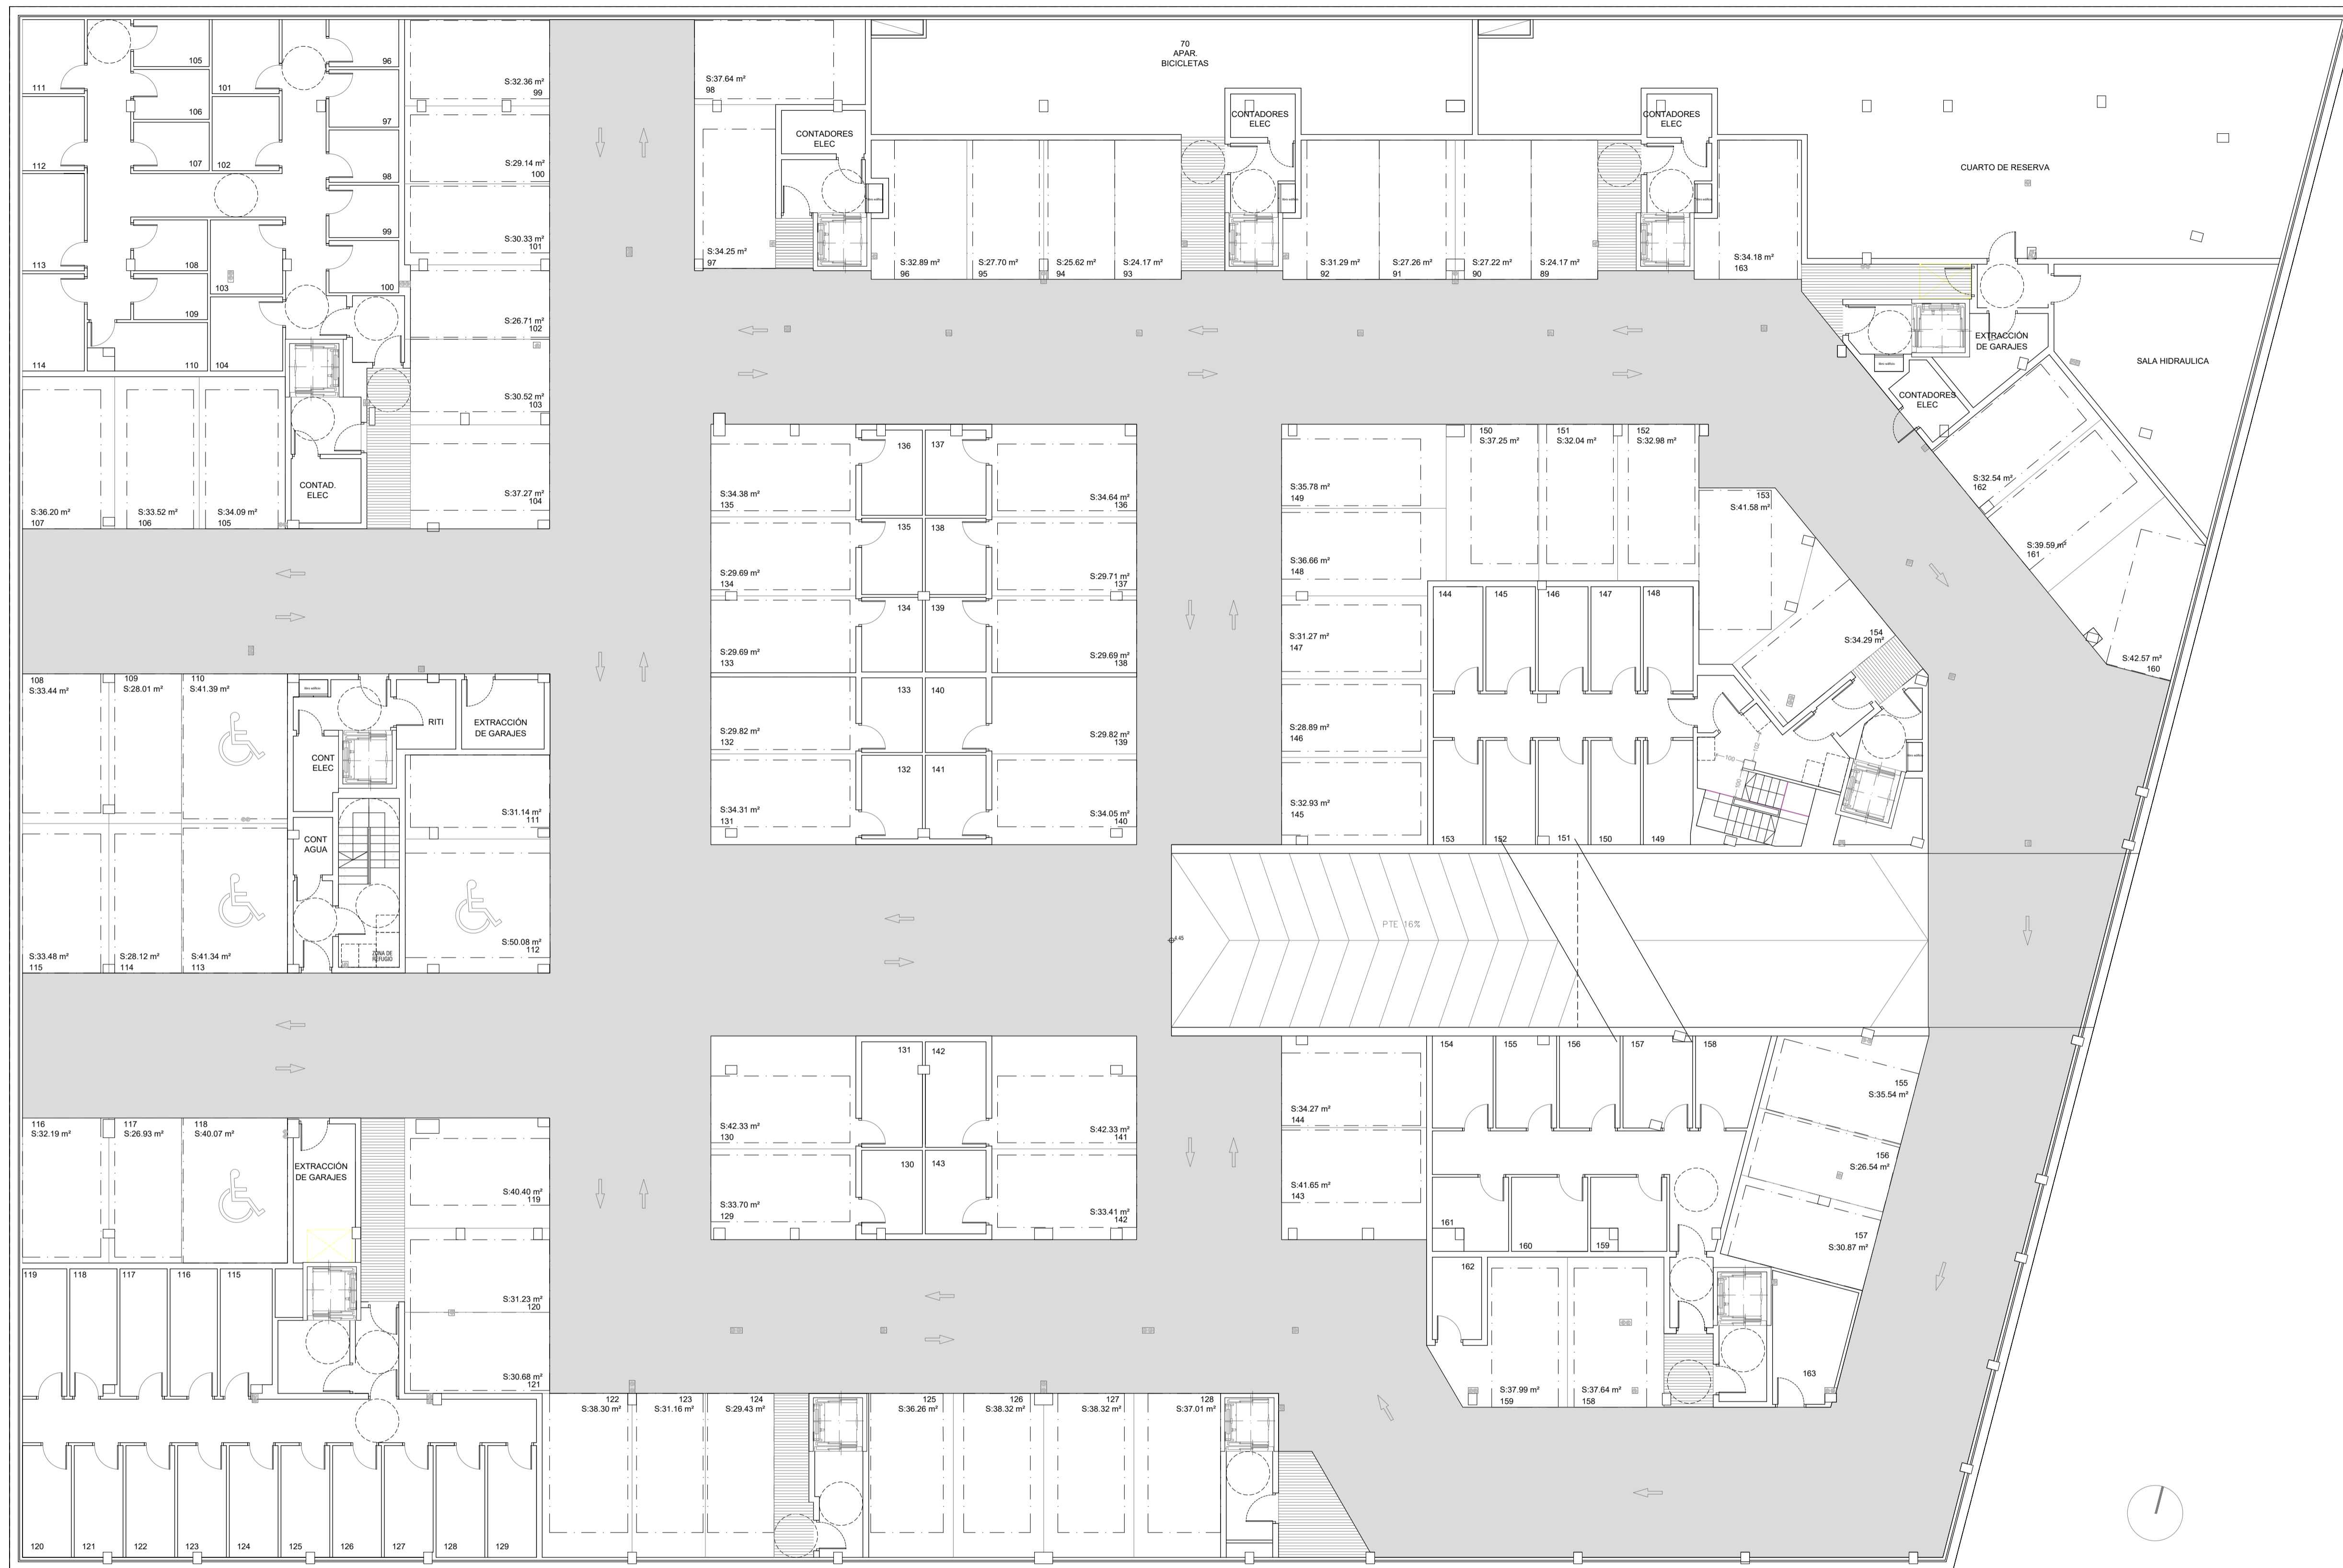 105
96
111
101
106
97
112
107
102
98
99
113
108
103
100
109
114
110
104
S:32.36 m²
99
S:29.14 m²
100
S:30.33 m²
101
S:26.71 m²
102
S:30.52 m²
103
S:37.27 m²
104
S:36.20 m²
107
S:33.52 m²
106
S:34.09 m²
105
CONTAD.
ELEC
S:37.64 m²
98
S:34.25 m²
97
CONTADORES
ELEC
70
APAR.
BICICLETAS
CONTADORES
ELEC
CONTADORES
ELEC
CUARTO DE RESERVA
S:32.89 m²
96
S:27.70 m²
95
S:25.62 m²
94
S:24.17 m²
93
S:31.29 m²
92
S:27.26 m²
91
S:27.22 m²
90
S:24.17 m²
89
S:34.18 m²
163
EXTRACCIÓN
DE GARAJES
SALA HIDRAULICA
CONTADORES
ELEC
S:32.54 m²
162
S:39.59 m²
161
S:42.57 m²
160
136
137
S:34.38 m²
135
S:34.64 m²
136
135
138
S:29.69 m²
134
S:29.71 m²
137
134
139
S:29.69 m²
133
S:29.69 m²
138
133
140
S:29.82 m²
132
S:29.82 m²
139
132
141
S:34.31 m²
131
S:34.05 m²
140
150
S:37.25 m²
151
S:32.04 m²
152
S:32.98 m²
S:35.78 m²
149
153
S:41.58 m²
S:36.66 m²
148
144
145
146
147
148
S:31.27 m²
147
154
S:34.29 m²
S:28.89 m²
146
S:32.93 m²
145
100
102
100
153
152
151
150
149
108
S:33.44 m²
109
S:28.01 m²
110
S:41.39 m²
RITI
EXTRACCIÓN
DE GARAJES
CONT
ELEC
S:31.14 m²
111
CONT
AGUA
S:50.08 m²
112
ZONA DE
REFUGIO
S:33.48 m²
115
S:28.12 m²
114
S:41.34 m²
113
PTE 16%
4.45
116
S:32.19 m²
117
S:26.93 m²
118
S:40.07 m²
EXTRACCIÓN
DE GARAJES
S:40.40 m²
119
S:31.23 m²
120
S:30.68 m²
121
119
118
117
116
115
120
121
122
123
124
125
126
127
128
129
131
142
S:42.33 m²
130
S:42.33 m²
141
130
143
S:33.70 m²
129
S:33.41 m²
142
S:34.27 m²
144
S:41.65 m²
143
154
155
156
157
158
155
S:35.54 m²
156
S:26.54 m²
157
S:30.87 m²
161
160
159
162
163
S:37.99 m²
159
S:37.64 m²
158
122
S:38.30 m²
123
S:31.16 m²
124
S:29.43 m²
125
S:36.26 m²
126
S:38.32 m²
127
S:38.32 m²
128
S:37.01 m²